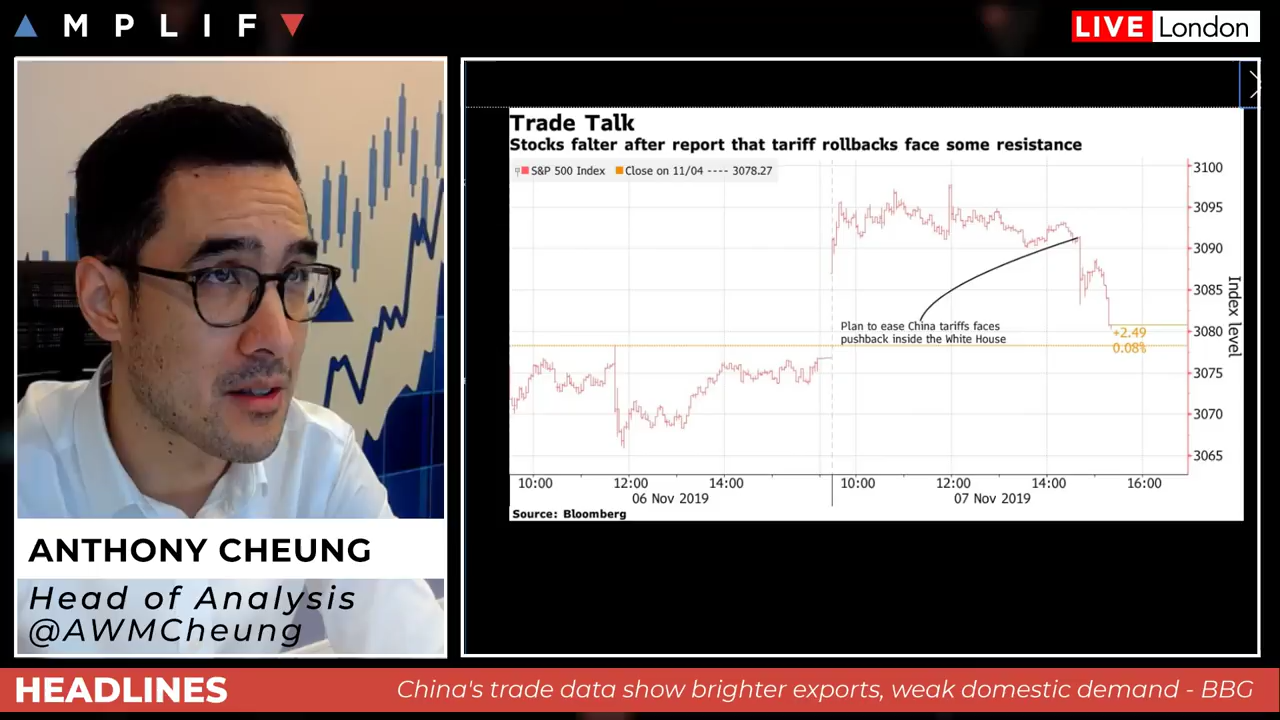 AMPLIFY
LIVE London
Trade Talk
Stocks falter after report that tariff rollbacks face some resistance
S&P 500 Index Close on 11/04 ---- 3078.27
3100
3095
3090
3085
3080
3075
3070
3065
Index level
Plan to ease China tariffs faces
pushback inside the White House
+2.49
0.08%
10:00 12:00 14:00 10:00 12:00 14:00 16:00
06 Nov 2019 07 Nov 2019
Source: Bloomberg
ANTHONY CHEUNG
Head of Analysis
@AWMCheung
HEADLINES China's trade data show brighter exports, weak domestic demand - BBG